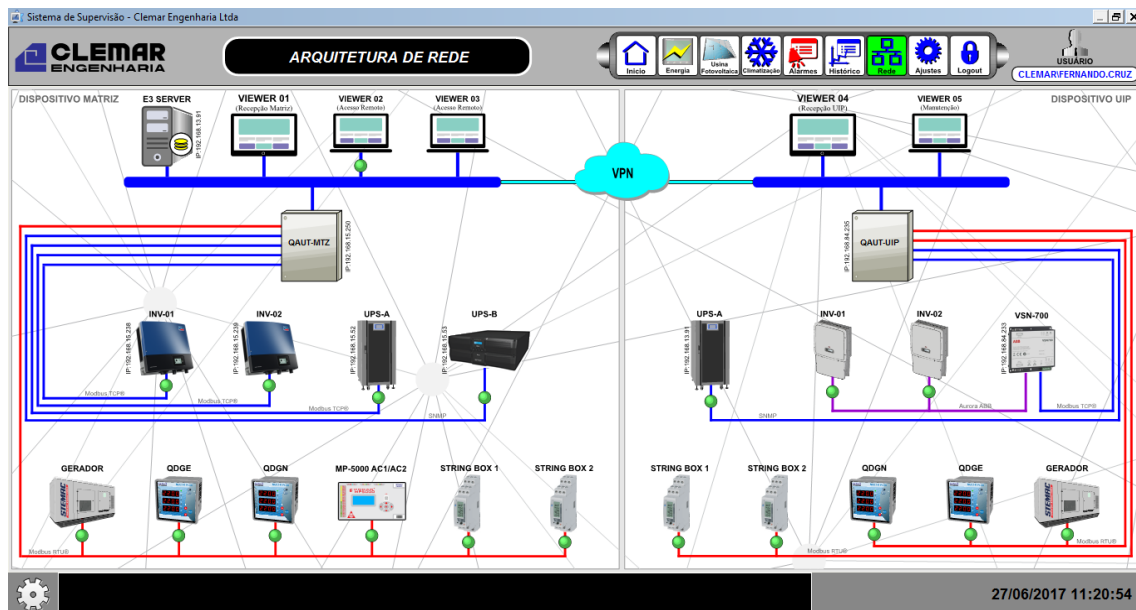 Sistema de Supervisão - Clemar Engenharia Ltda
CLEMAR
ENGENHARIA
ARQUITETURA DE REDE
Início
Energia
Usina
Fotovoltaica
Climatização
Alarmes
Histórico
Rede
Ajustes
Logout
USUÁRIO
CLEMAR\FERNANDO.CRUZ
DISPOSITIVO MATRIZ
E3 SERVER
IP:192.168.13.91
VIEWER 01
(Recepção Matriz)
VIEWER 02
(Acesso Remoto)
VIEWER 03
(Acesso Remoto)
VIEWER 04
(Recepção UIP)
VIEWER 05
(Manutenção)
DISPOSITIVO UIP
VPN
QAUT-MTZ
IP:192.168.15.250
QAUT-UIP
IP:192.168.84.235
INV-01
IP:192.168.15.238
INV-02
IP:192.168.15.239
UPS-A
IP:192.168.15.52
UPS-B
IP:192.168.15.53
UPS-A
IP:192.168.13.91
INV-01
INV-02
VSN-700
IP:192.168.84.233
ABB
Modbus TCP®
Modbus TCP®
Modbus TCP®
SNMP
SNMP
Aurora ABB
Modbus TCP®
GERADOR
QDGE
QDGN
MP-5000 AC1/AC2
STRING BOX 1
STRING BOX 2
STRING BOX 1
STRING BOX 2
QDGN
QDGE
GERADOR
STEMAC
STEMAC
Modbus RTU®
Modbus RTU®
Modbus RTU®
27/06/2017 11:20:54